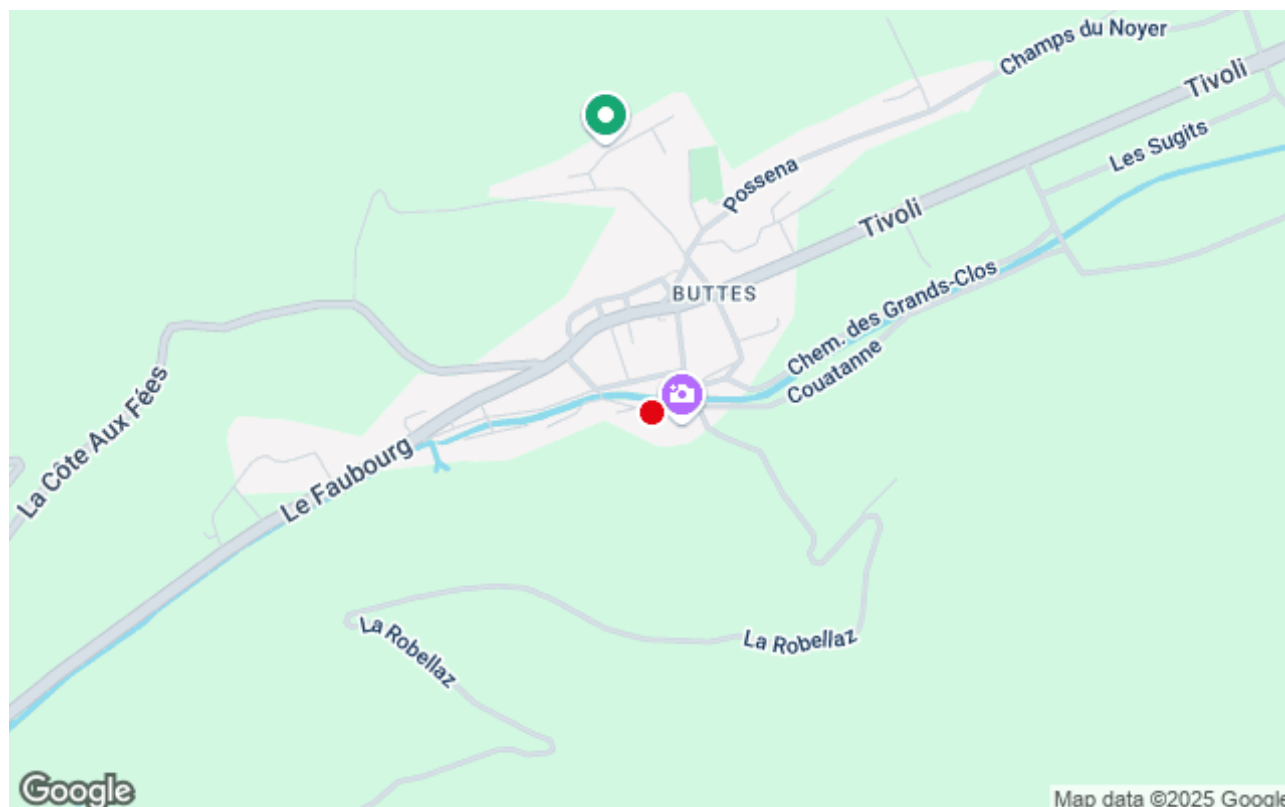 Champs du Noyer
Tivoli
Les Sugits
Possena
Tivoli
BUTTES
Chem. des Grands-Clos
Couatanne
La Côte Aux Fées
Le Faubourg
La Robellaz
La Robellaz
Google
Map data ©2025 Google